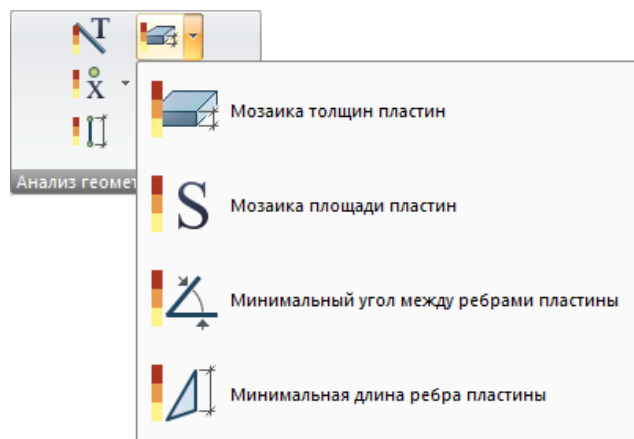 T
X
Анализ геомет
Мозаика толщин пластин
S
Мозаика площади пластин
Минимальный угол между ребрами пластины
Минимальная длина ребра пластины